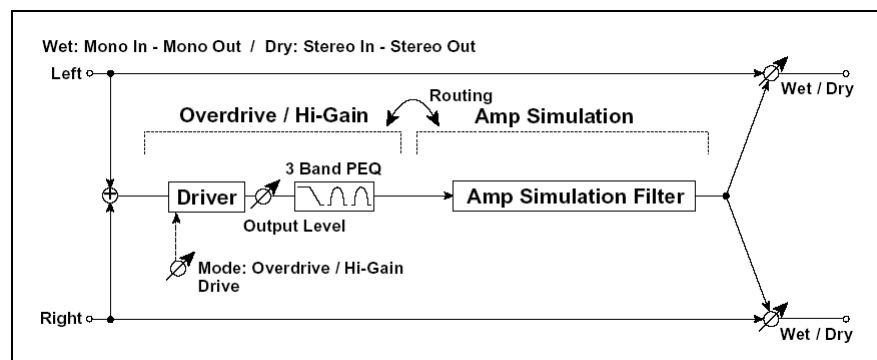 Wet: Mono In - Mono Out / Dry: Stereo In - Stereo Out
Left
Wet / Dry
Routing
Overdrive / Hi-Gain
Amp Simulation
3 Band PEQ
Driver
Amp Simulation Filter
Output Level
Mode: Overdrive / Hi-Gain
Drive
Right
Wet / Dry